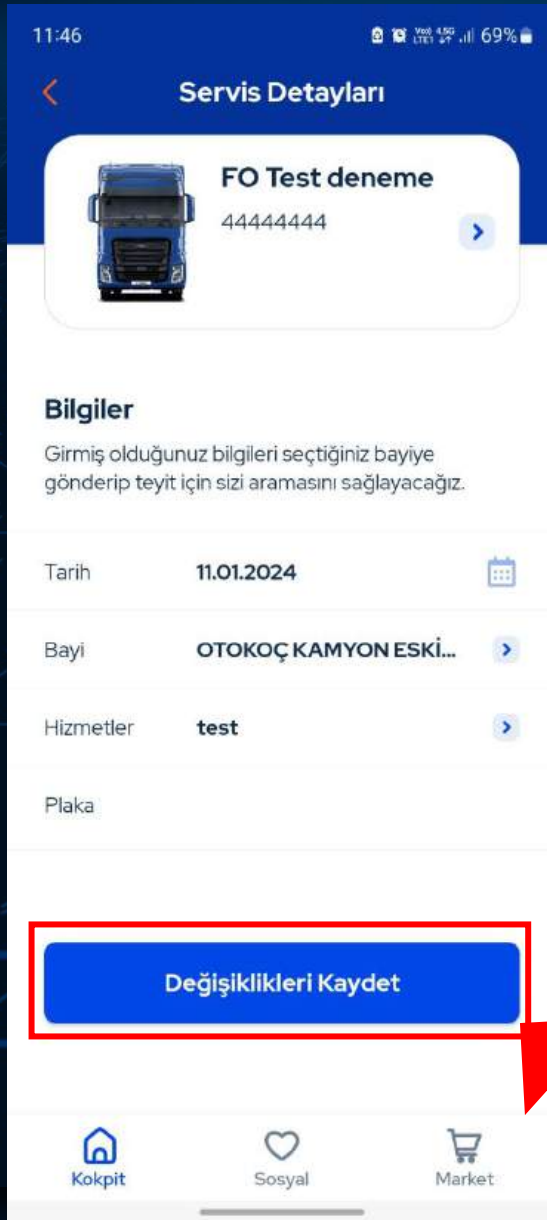 11:46
69%
Servis Detayları
FO Test deneme
44444444
Bilgiler
Girmiş olduğunuz bilgileri seçtiğiniz bayiye
gönderip teyit için sizi aramasını sağlayacağız.
Tarih 11.01.2024
Bayi OTOKOÇ KAMYON ESKİ...
Hizmetler test
Plaka
Değişiklikleri Kaydet
Kokpit Sosyal Market